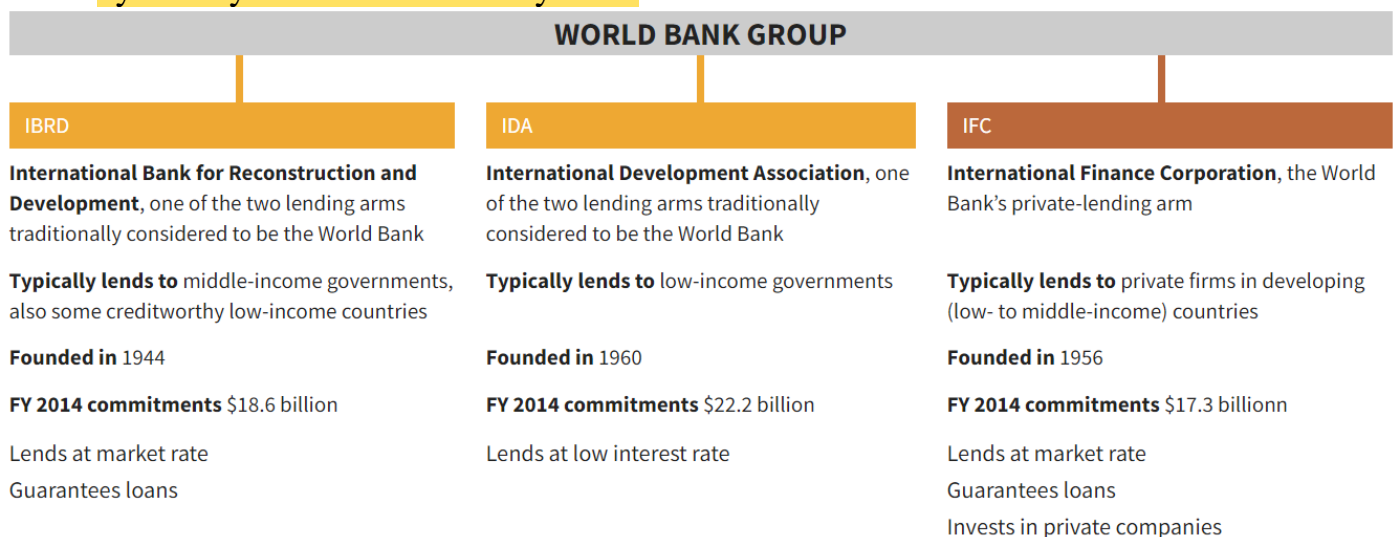 WORLD BANK GROUP
IBRD
International Bank for Reconstruction and
Development, one of the two lending arms
traditionally considered to be the World Bank
Typically lends to middle-income governments,
also some creditworthy low-income countries
Founded in 1944
FY 2014 commitments $18.6 billion
Lends at market rate
Guarantees loans
IDA
International Development Association, one
of the two lending arms traditionally
considered to be the World Bank
Typically lends to low-income governments
Founded in 1960
FY 2014 commitments $22.2 billion
Lends at low interest rate
IFC
International Finance Corporation, the World
Bank’s private-lending arm
Typically lends to private firms in developing
(low- to middle-income) countries
Founded in 1956
FY 2014 commitments $17.3 billionn
Lends at market rate
Guarantees loans
Invests in private companies